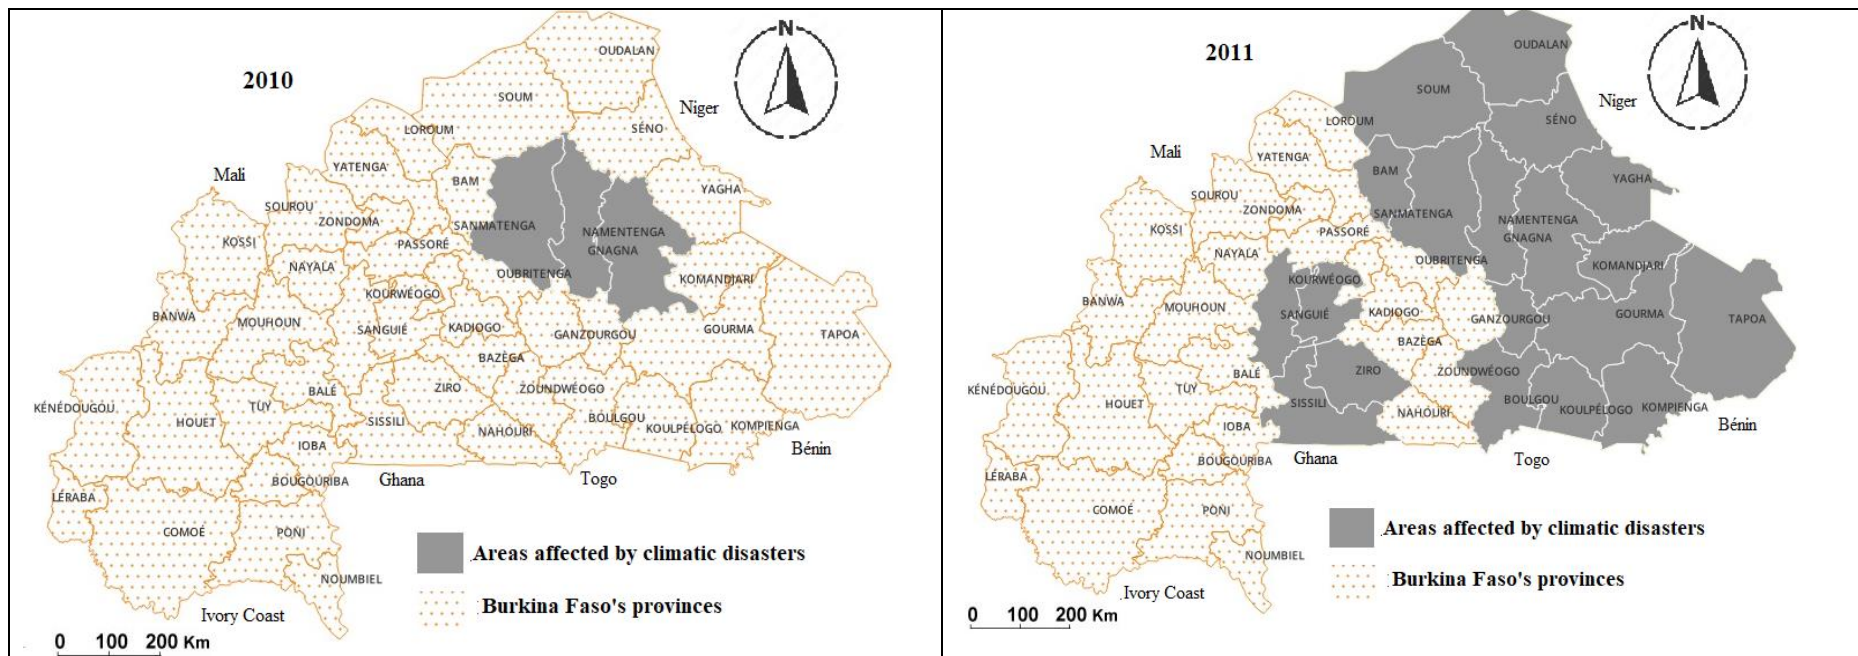 N
2010
OUDALAN
SOUM
Niger
LOROUM
SÉNO
YATENGA
Mali
BAM
YAGHA
SOUROU
ZONDOMA
SANMATENGA
NAMENTENGA
KOSSI
PASSORÉ
GNAGNA
NAYALA
OUBRITENGA
KOMANDJARI
KOURWÉOGO
BANWA
MOUHOUN
SANGUIÉ
KADIOGO
GANZOURGOU
GOURMA
TAPOA
BAZÈGA
ZIRO
ZOUNDWÉOGO
BALÉ
KÉNÉDOUGOU
TUY
HOUET
SISSILI
BOULGOU
NAHOURI
KOULPÉLOGO
KOMPIENGA
IOBA
Bénin
BOUGOURIBA
Ghana
Togo
LÉRABA
COMOÉ
PONI
Areas affected by climatic disasters
NOUMBIEL
Burkina Faso's provinces
Ivory Coast
0 100 200 Km
N
2011
OUDALAN
SOUM
Niger
LOROUM
SÉNO
Mali
YATENGA
BAM
YAGHA
SOUROU
ZONDOMA
SANMATENGA
NAMENTENGA
KOSSI
PASSORÉ
GNAGNA
NAYALA
OUBRITENGA
KOMANDJARI
KOURWÉOGO
BANWA
MOUHOUN
SANGUIÉ
KADIOGO
GANZOURGOU
GOURMA
TAPOA
BAZÈGA
ZIRO
ZOUNDWÉOGO
BALÉ
KÉNÉDOUGOU
TUY
HOUET
SISSILI
BOULGOU
NAHOURI
KOULPÉLOGO
KOMPIENGA
IOBA
Bénin
BOUGOURIBA
Ghana
Togo
LÉRABA
COMOÉ
PONI
Areas affected by climatic disasters
NOUMBIEL
Burkina Faso's provinces
Ivory Coast
0 100 200 Km